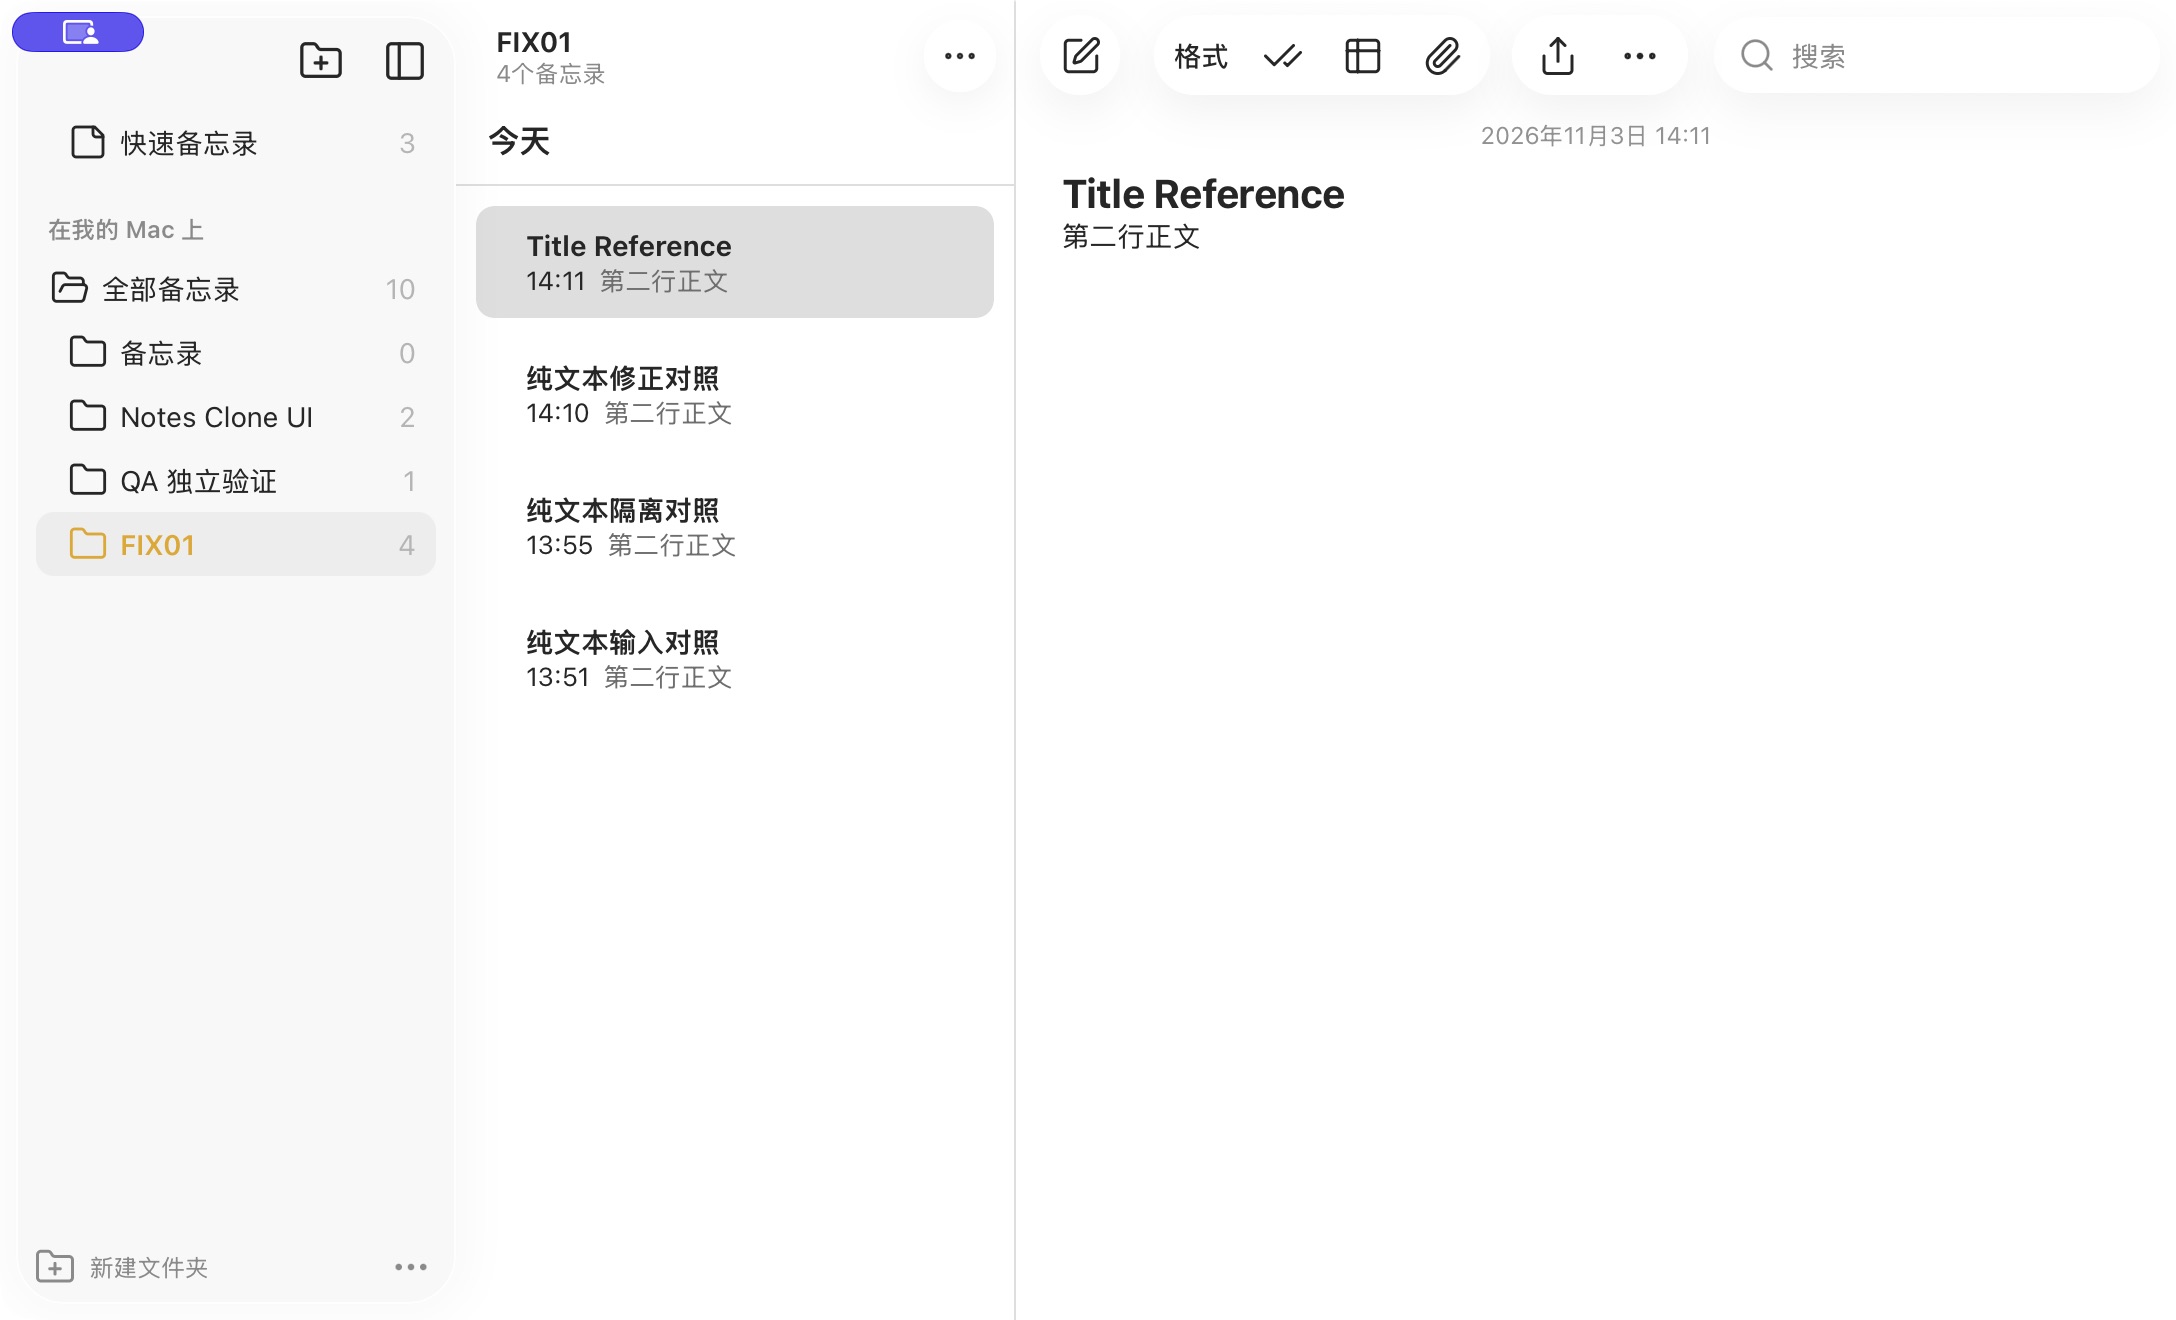 快速备忘录 3
在我的 Mac 上
全部备忘录 10
备忘录 0
Notes Clone UI 2
QA 独立验证 1
FIX01 4
新建文件夹
FIX01
4个备忘录
今天
Title Reference
14:11 第二行正文
纯文本修正对照
14:10 第二行正文
纯文本隔离对照
13:55 第二行正文
纯文本输入对照
13:51 第二行正文
格式
搜索
2026年11月3日 14:11
Title Reference
第二行正文